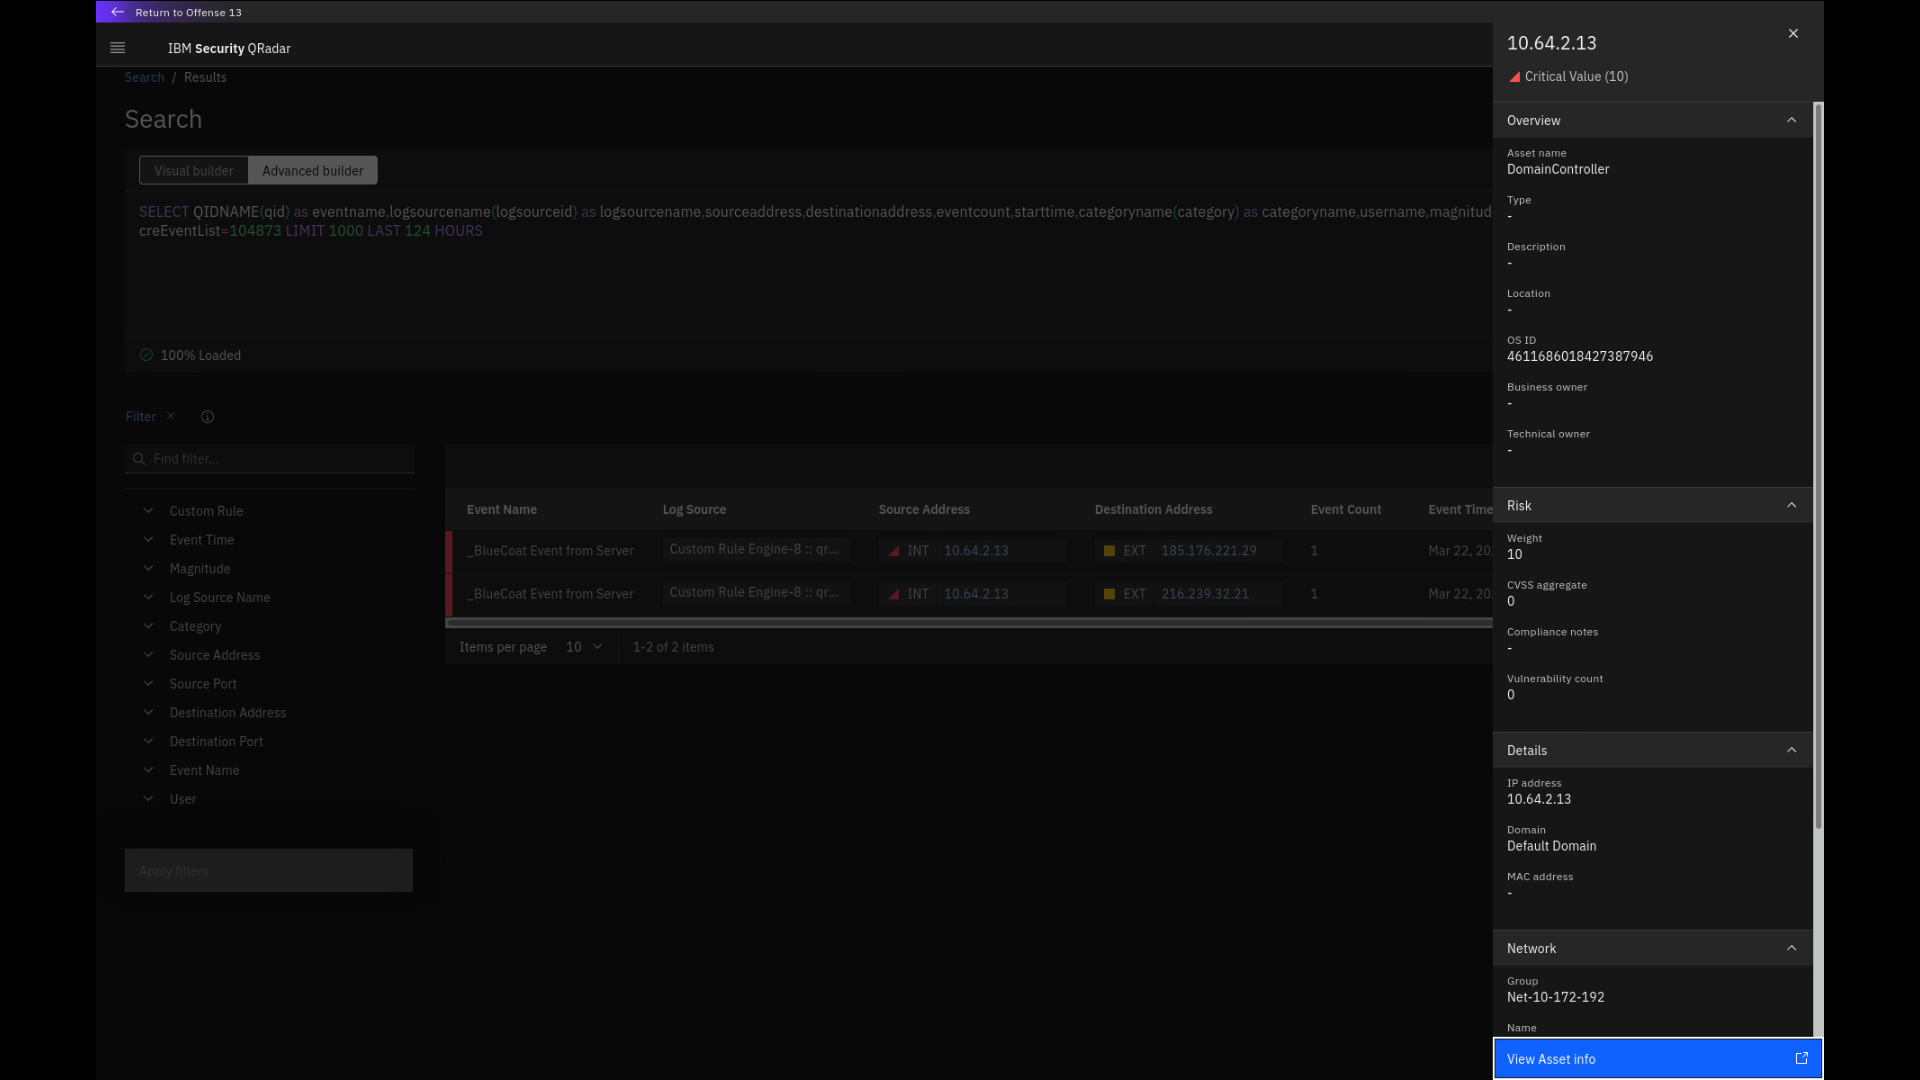 Return to Offense 13
IBM Security QRadar
Search / Results
Search
Visual builder Advanced builder
SELECT QIDNAME(qid) as eventname,logsourcename(logsourceid) as logsourcename,sourceaddress,destinationaddress,eventcount,starttime,categoryname(category) as categoryname,username,magnitud
creEventList=104873 LIMIT 1000 LAST 124 HOURS
100% Loaded
Filter
Find filter...
Custom Rule
Event Time
Magnitude
Log Source Name
Category
Source Address
Source Port
Destination Address
Destination Port
Event Name
User
Apply filters
Event Name Log Source Source Address Destination Address Event Count Event Time
_BlueCoat Event from Server Custom Rule Engine-8 :: qr... INT 10.64.2.13 EXT 185.176.221.29 1 Mar 22, 20
_BlueCoat Event from Server Custom Rule Engine-8 :: qr... INT 10.64.2.13 EXT 216.239.32.21 1 Mar 22, 20
Items per page 10 1-2 of 2 items
10.64.2.13
Critical Value (10)
Overview
Asset name
DomainController
Type
-
Description
-
Location
-
OS ID
4611686018427387946
Business owner
-
Technical owner
-
Risk
Weight
10
CVSS aggregate
0
Compliance notes
-
Vulnerability count
0
Details
IP address
10.64.2.13
Domain
Default Domain
MAC address
-
Network
Group
Net-10-172-192
Name
View Asset info